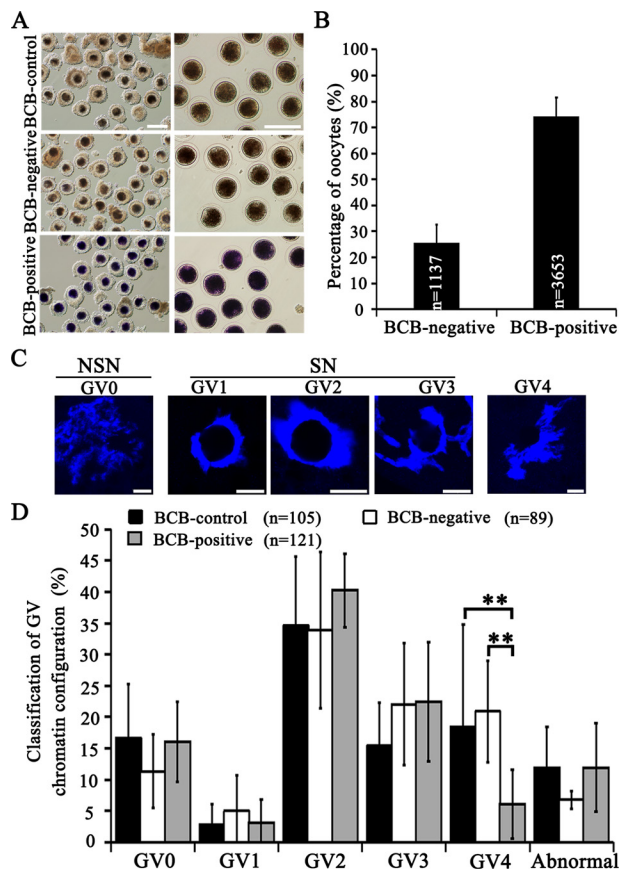 A
BCB-control
BCB-negative
BCB-positive
B
Percentage of oocytes (%)
100
90
80
70
60
50
40
30
20
10
0
n=1137
n=3653
BCB-negative
BCB-positive
C
NSN
SN
GV0
GV1
GV2
GV3
GV4
D
BCB-control (n=105)
BCB-negative (n=89)
BCB-positive (n=121)
Classification of GV
chromatin configuration (%)
50
45
40
35
30
25
20
15
10
5
0
**
**
GV0
GV1
GV2
GV3
GV4
Abnormal